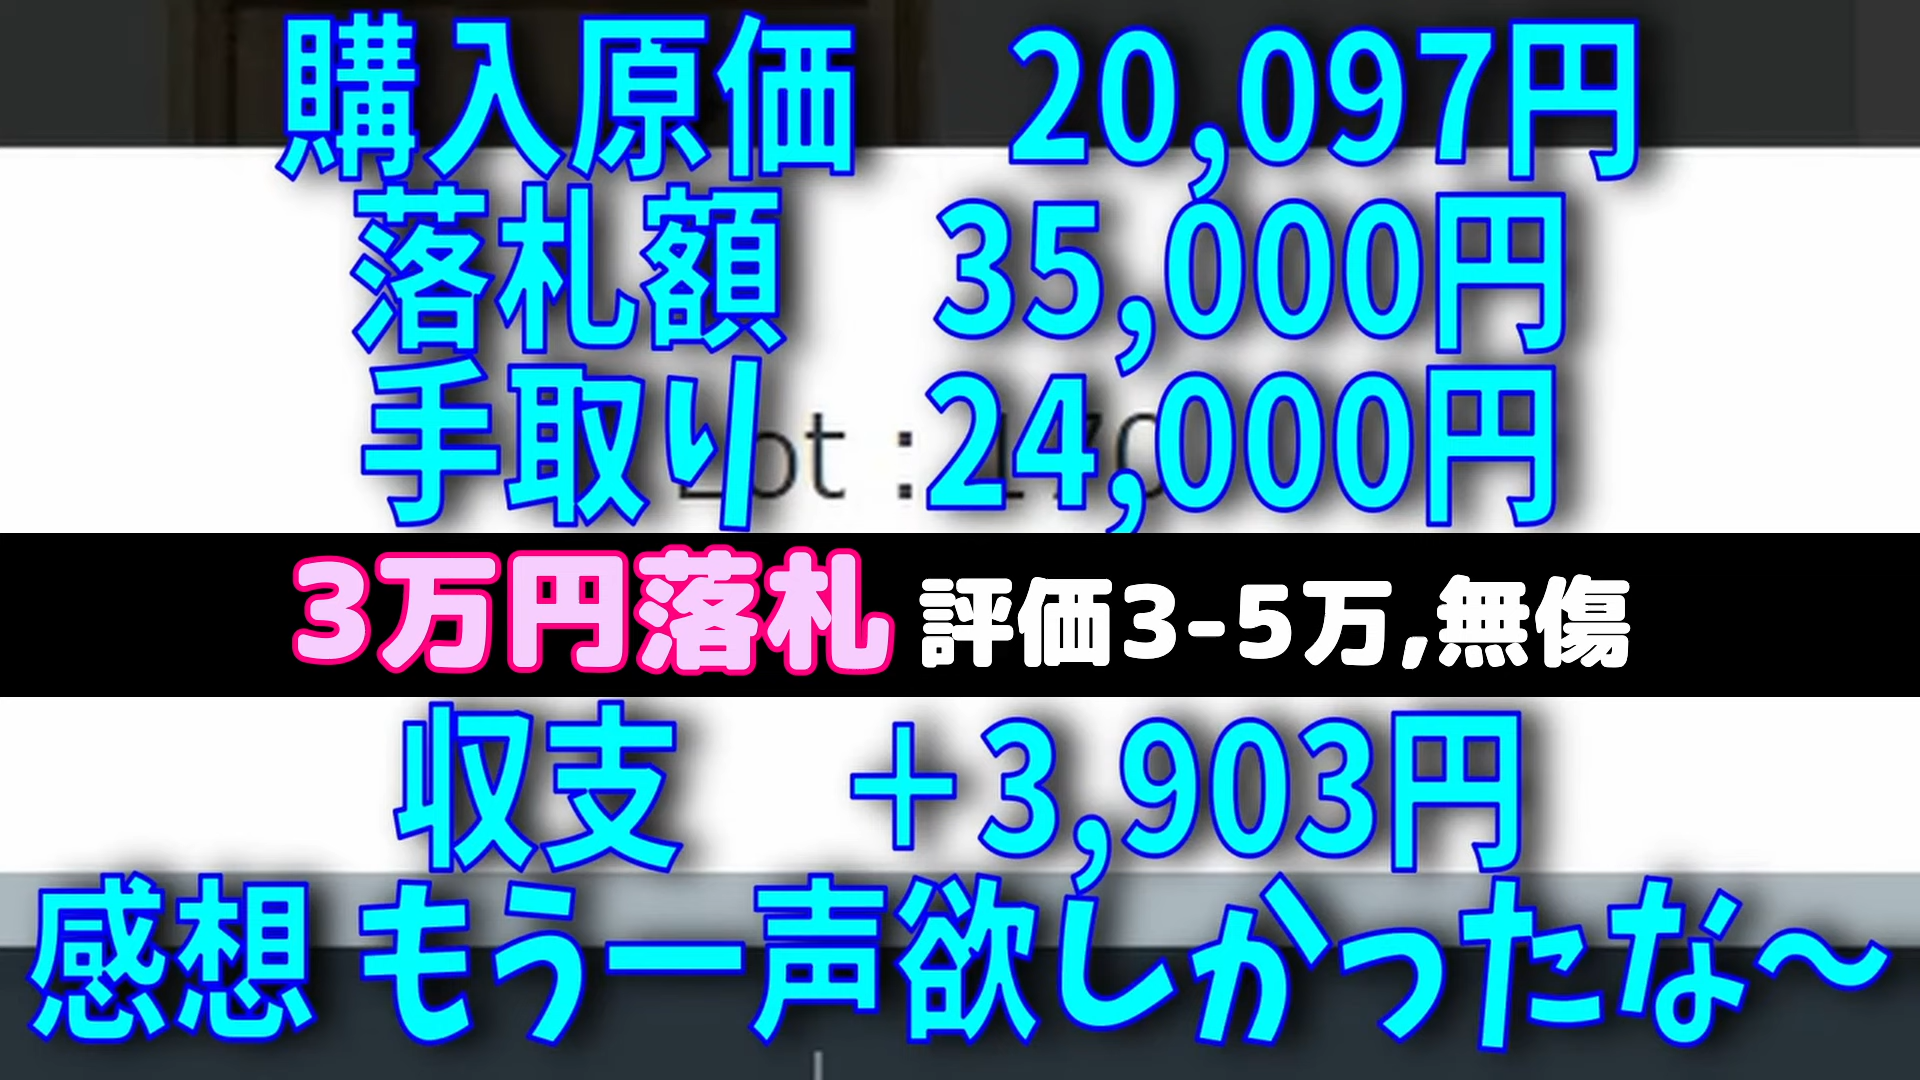 購入原価 20,097円
落札額 35,000円
手取り 24,000円
Lot : 170
3万円落札 評価3-5万,無傷
収支 +3,903円
感想 もう一声欲しかったな〜